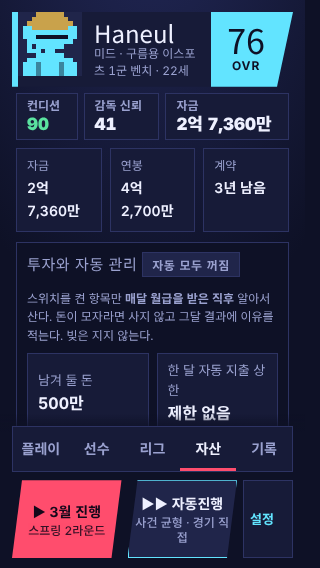 Haneul
미드 · 구름용 이스포
츠 1군 벤치 · 22세
76
OVR
컨디션
90
감독 신뢰
41
자금
2억 7,360만
자금
2억
7,360만
연봉
4억
2,700만
계약
3년 남음
투자와 자동 관리
자동 모두 꺼짐
스위치를 켠 항목만 매달 월급을 받은 직후 알아서
산다. 돈이 모자라면 사지 않고 그달 결과에 이유를
적는다. 빚은 지지 않는다.
남겨 둘 돈
500만
한 달 자동 지출 상
한
제한 없음
플레이
선수
리그
자산
기록
▶ 3월 진행
스프링 2라운드
▶▶ 자동진행
사건 균형 · 경기 직
접
설정